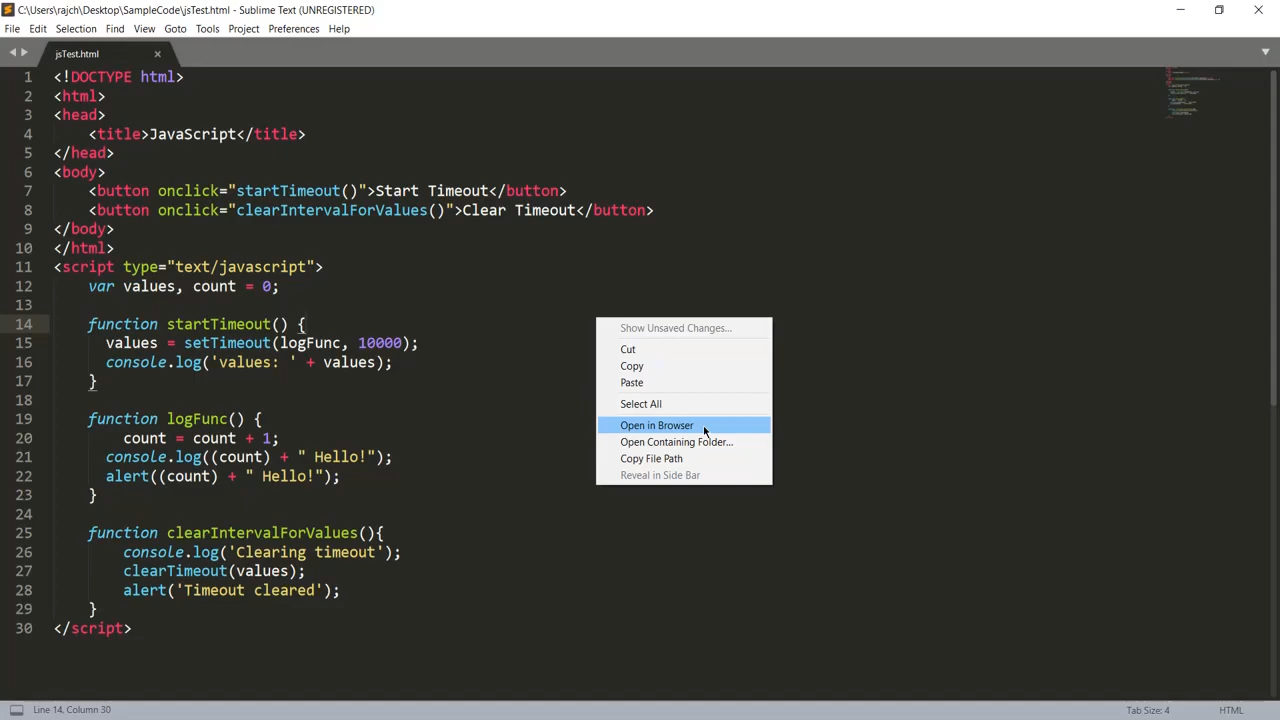 C:\Users\rajch\Desktop\SampleCode\jsTest.html - Sublime Text (UNREGISTERED)
File Edit Selection Find View Goto Tools Project Preferences Help
jsTest.html
1 <!DOCTYPE html>
2 <html>
3 <head>
4 <title>JavaScript</title>
5 </head>
6 <body>
7 <button onclick="startTimeout()">Start Timeout</button>
8 <button onclick="clearIntervalForValues()">Clear Timeout</button>
9 </body>
10 </html>
11 <script type="text/javascript">
12 var values, count = 0;
13
14 function startTimeout() {
15 values = setTimeout(logFunc, 10000);
16 console.log('values: ' + values);
17 }
18
19 function logFunc() {
20 count = count + 1;
21 console.log((count) + " Hello!");
22 alert((count) + " Hello!");
23 }
24
25 function clearIntervalForValues(){
26 console.log('Clearing timeout');
27 clearTimeout(values);
28 alert('Timeout cleared');
29 }
30 </script>
Show Unsaved Changes...
Cut
Copy
Paste
Select All
Open in Browser
Open Containing Folder...
Copy File Path
Reveal in Side Bar
Line 14, Column 30
Tab Size: 4
HTML